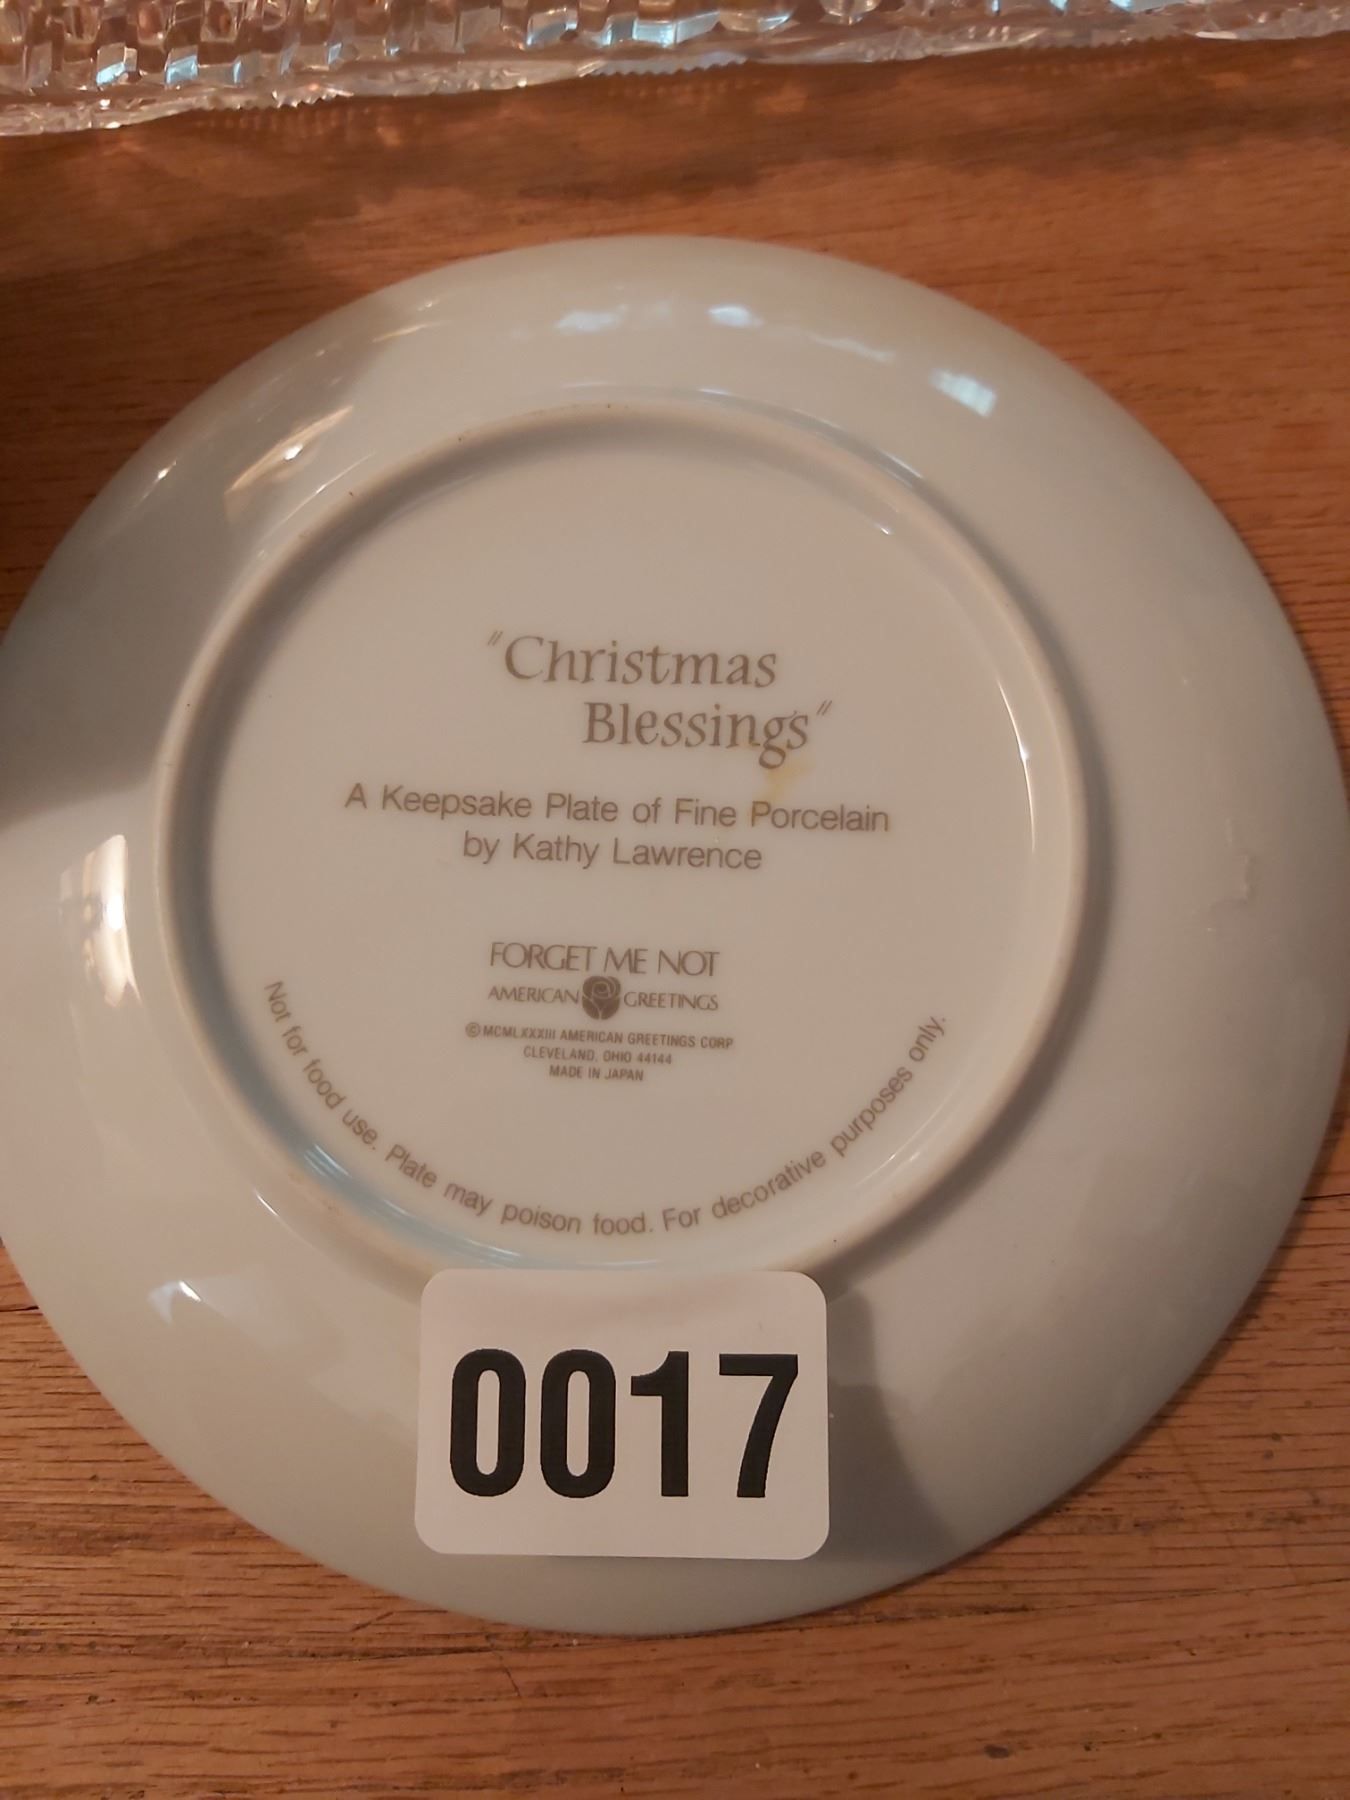 "Christmas
Blessings"
A Keepsake Plate of Fine Porcelain
by Kathy Lawrence
FORGET ME NOT
AMERICAN GREETINGS
© MCMLXXXIII AMERICAN GREETINGS CORP
CLEVELAND, OHIO 44144
MADE IN JAPAN
Not for food use. Plate may poison food. For decorative purposes only.
0017